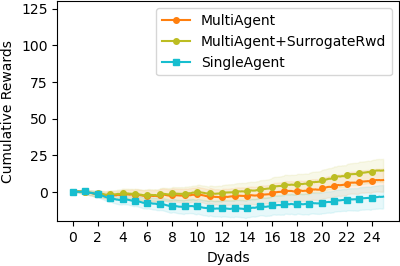 Cumulative Rewards
125
100
75
50
25
0
MultiAgent
MultiAgent+SurrogateRwd
SingleAgent
0 2 4 6 8 10 12 14 16 18 20 22 24
Dyads